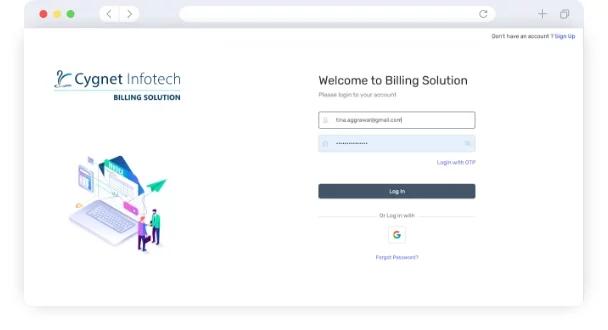 Don't have an account ? Sign Up
Cygnet Infotech
BILLING SOLUTION
Welcome to Billing Solution
Please login to your account
tina.aggrawal@gmail.com
Login with OTP
Log In
Or Log in with
G
Forgot Password?